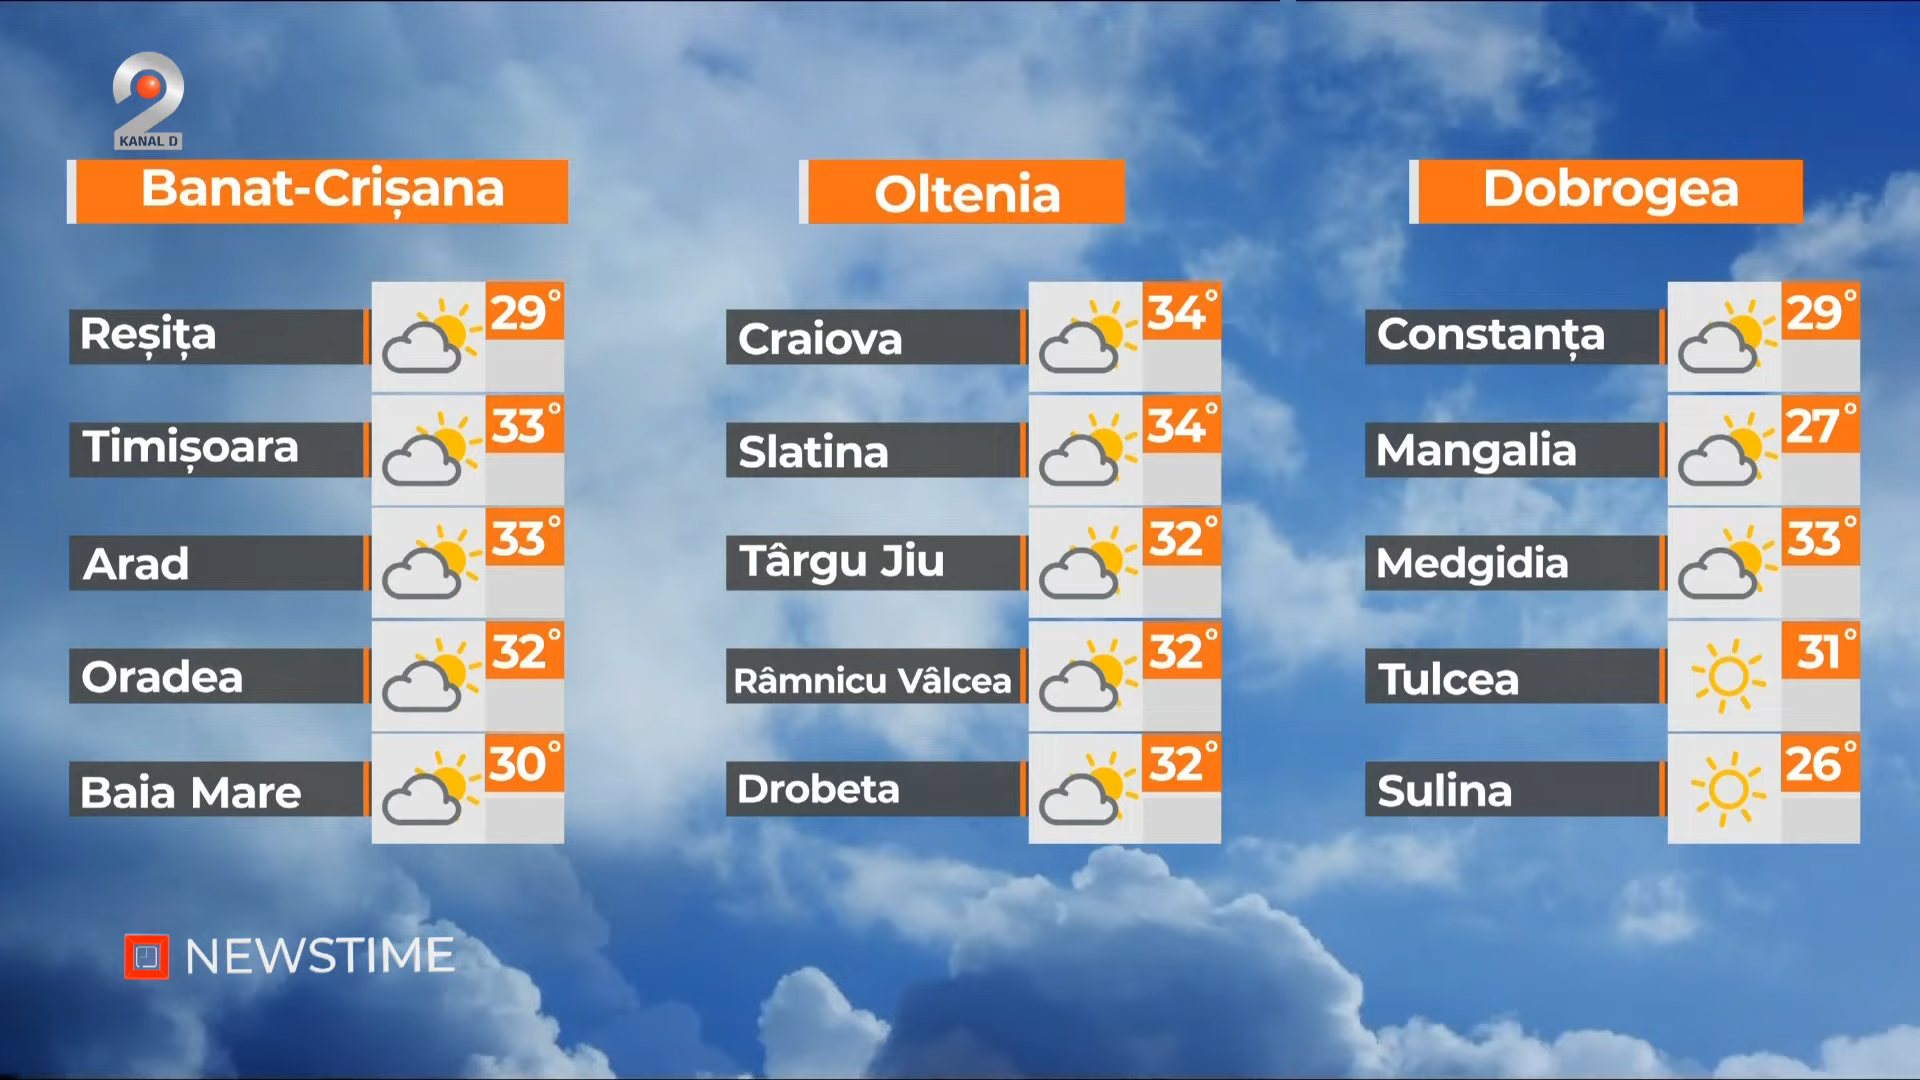 2
KANAL D
Banat-Crișana
Reșița 29°
Timișoara 33°
Arad 33°
Oradea 32°
Baia Mare 30°
Oltenia
Craiova 34°
Slatina 34°
Târgu Jiu 32°
Râmnicu Vâlcea 32°
Drobeta 32°
Dobrogea
Constanța 29°
Mangalia 27°
Medgidia 33°
Tulcea 31°
Sulina 26°
NEWSTIME